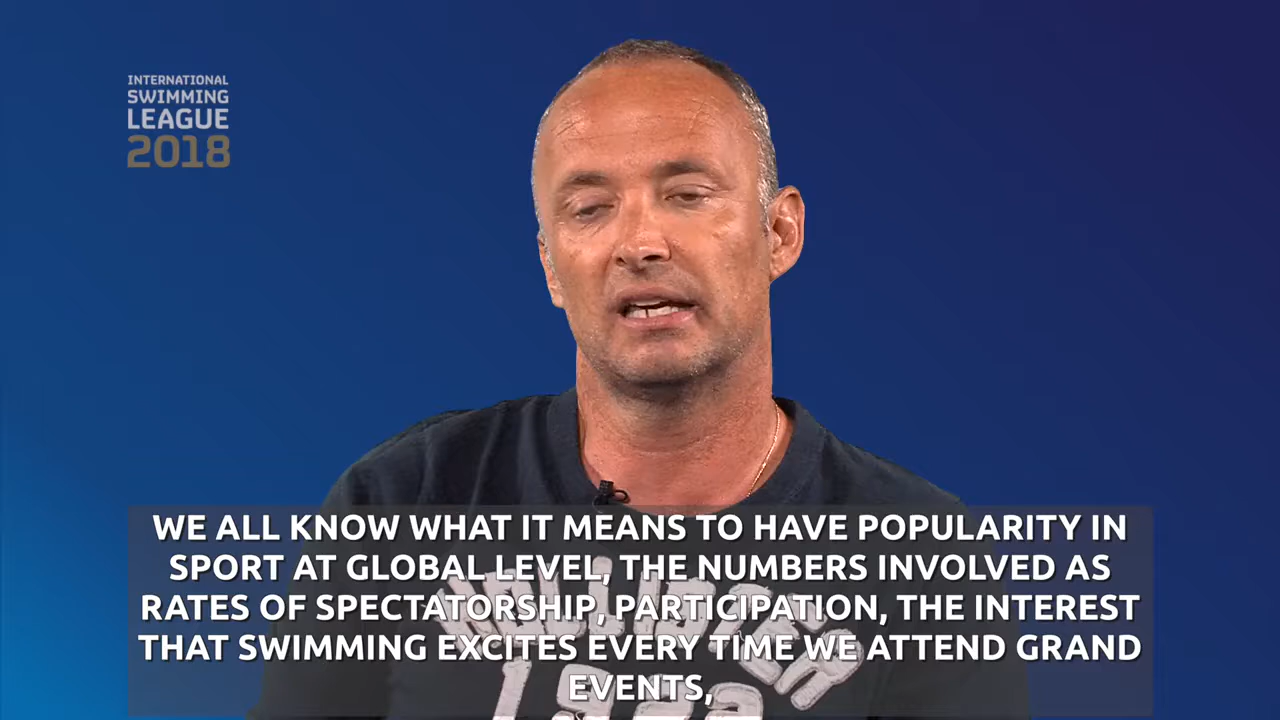 INTERNATIONAL
SWIMMING
LEAGUE
2018
WE ALL KNOW WHAT IT MEANS TO HAVE POPULARITY IN
SPORT AT GLOBAL LEVEL, THE NUMBERS INVOLVED AS
RATES OF SPECTATORSHIP, PARTICIPATION, THE INTEREST
THAT SWIMMING EXCITES EVERY TIME WE ATTEND GRAND
EVENTS,